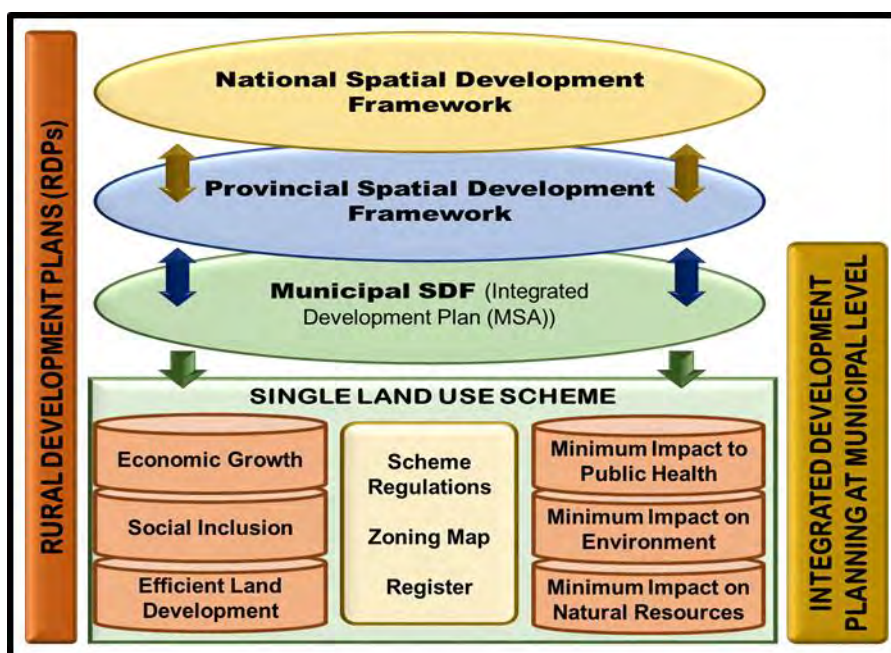 RURAL DEVELOPMENT PLANS (RDPs)
National Spatial Development
Framework
Provincial Spatial Development
Framework
Municipal SDF (Integrated
Development Plan (MSA))
SINGLE LAND USE SCHEME
Economic Growth
Social Inclusion
Efficient Land
Development
Scheme
Regulations
Zoning Map
Register
Minimum Impact to
Public Health
Minimum Impact on
Environment
Minimum Impact on
Natural Resources
INTEGRATED DEVELOPMENT
PLANNING AT MUNICIPAL LEVEL